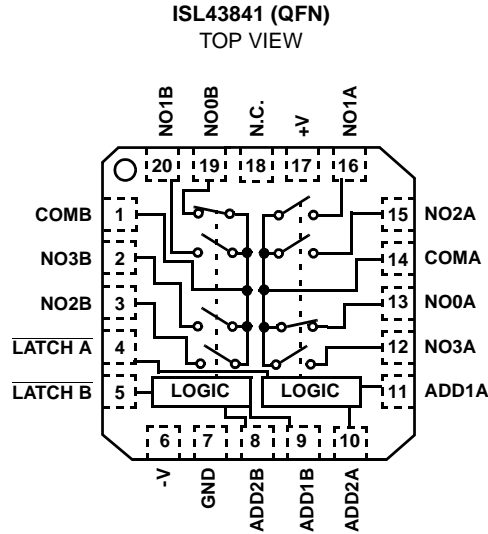 ISL43841 (QFN)
TOP VIEW
NO1B
NO0B
N.C.
+V
NO1A
20 19 18 17 16
COMB 1
15 NO2A
NO3B 2
14 COMA
NO2B 3
13 NO0A
LATCH A 4
12 NO3A
LATCH B 5
LOGIC LOGIC
11 ADD1A
6 7 8 9 10
-V
GND
ADD2B
ADD1B
ADD2A